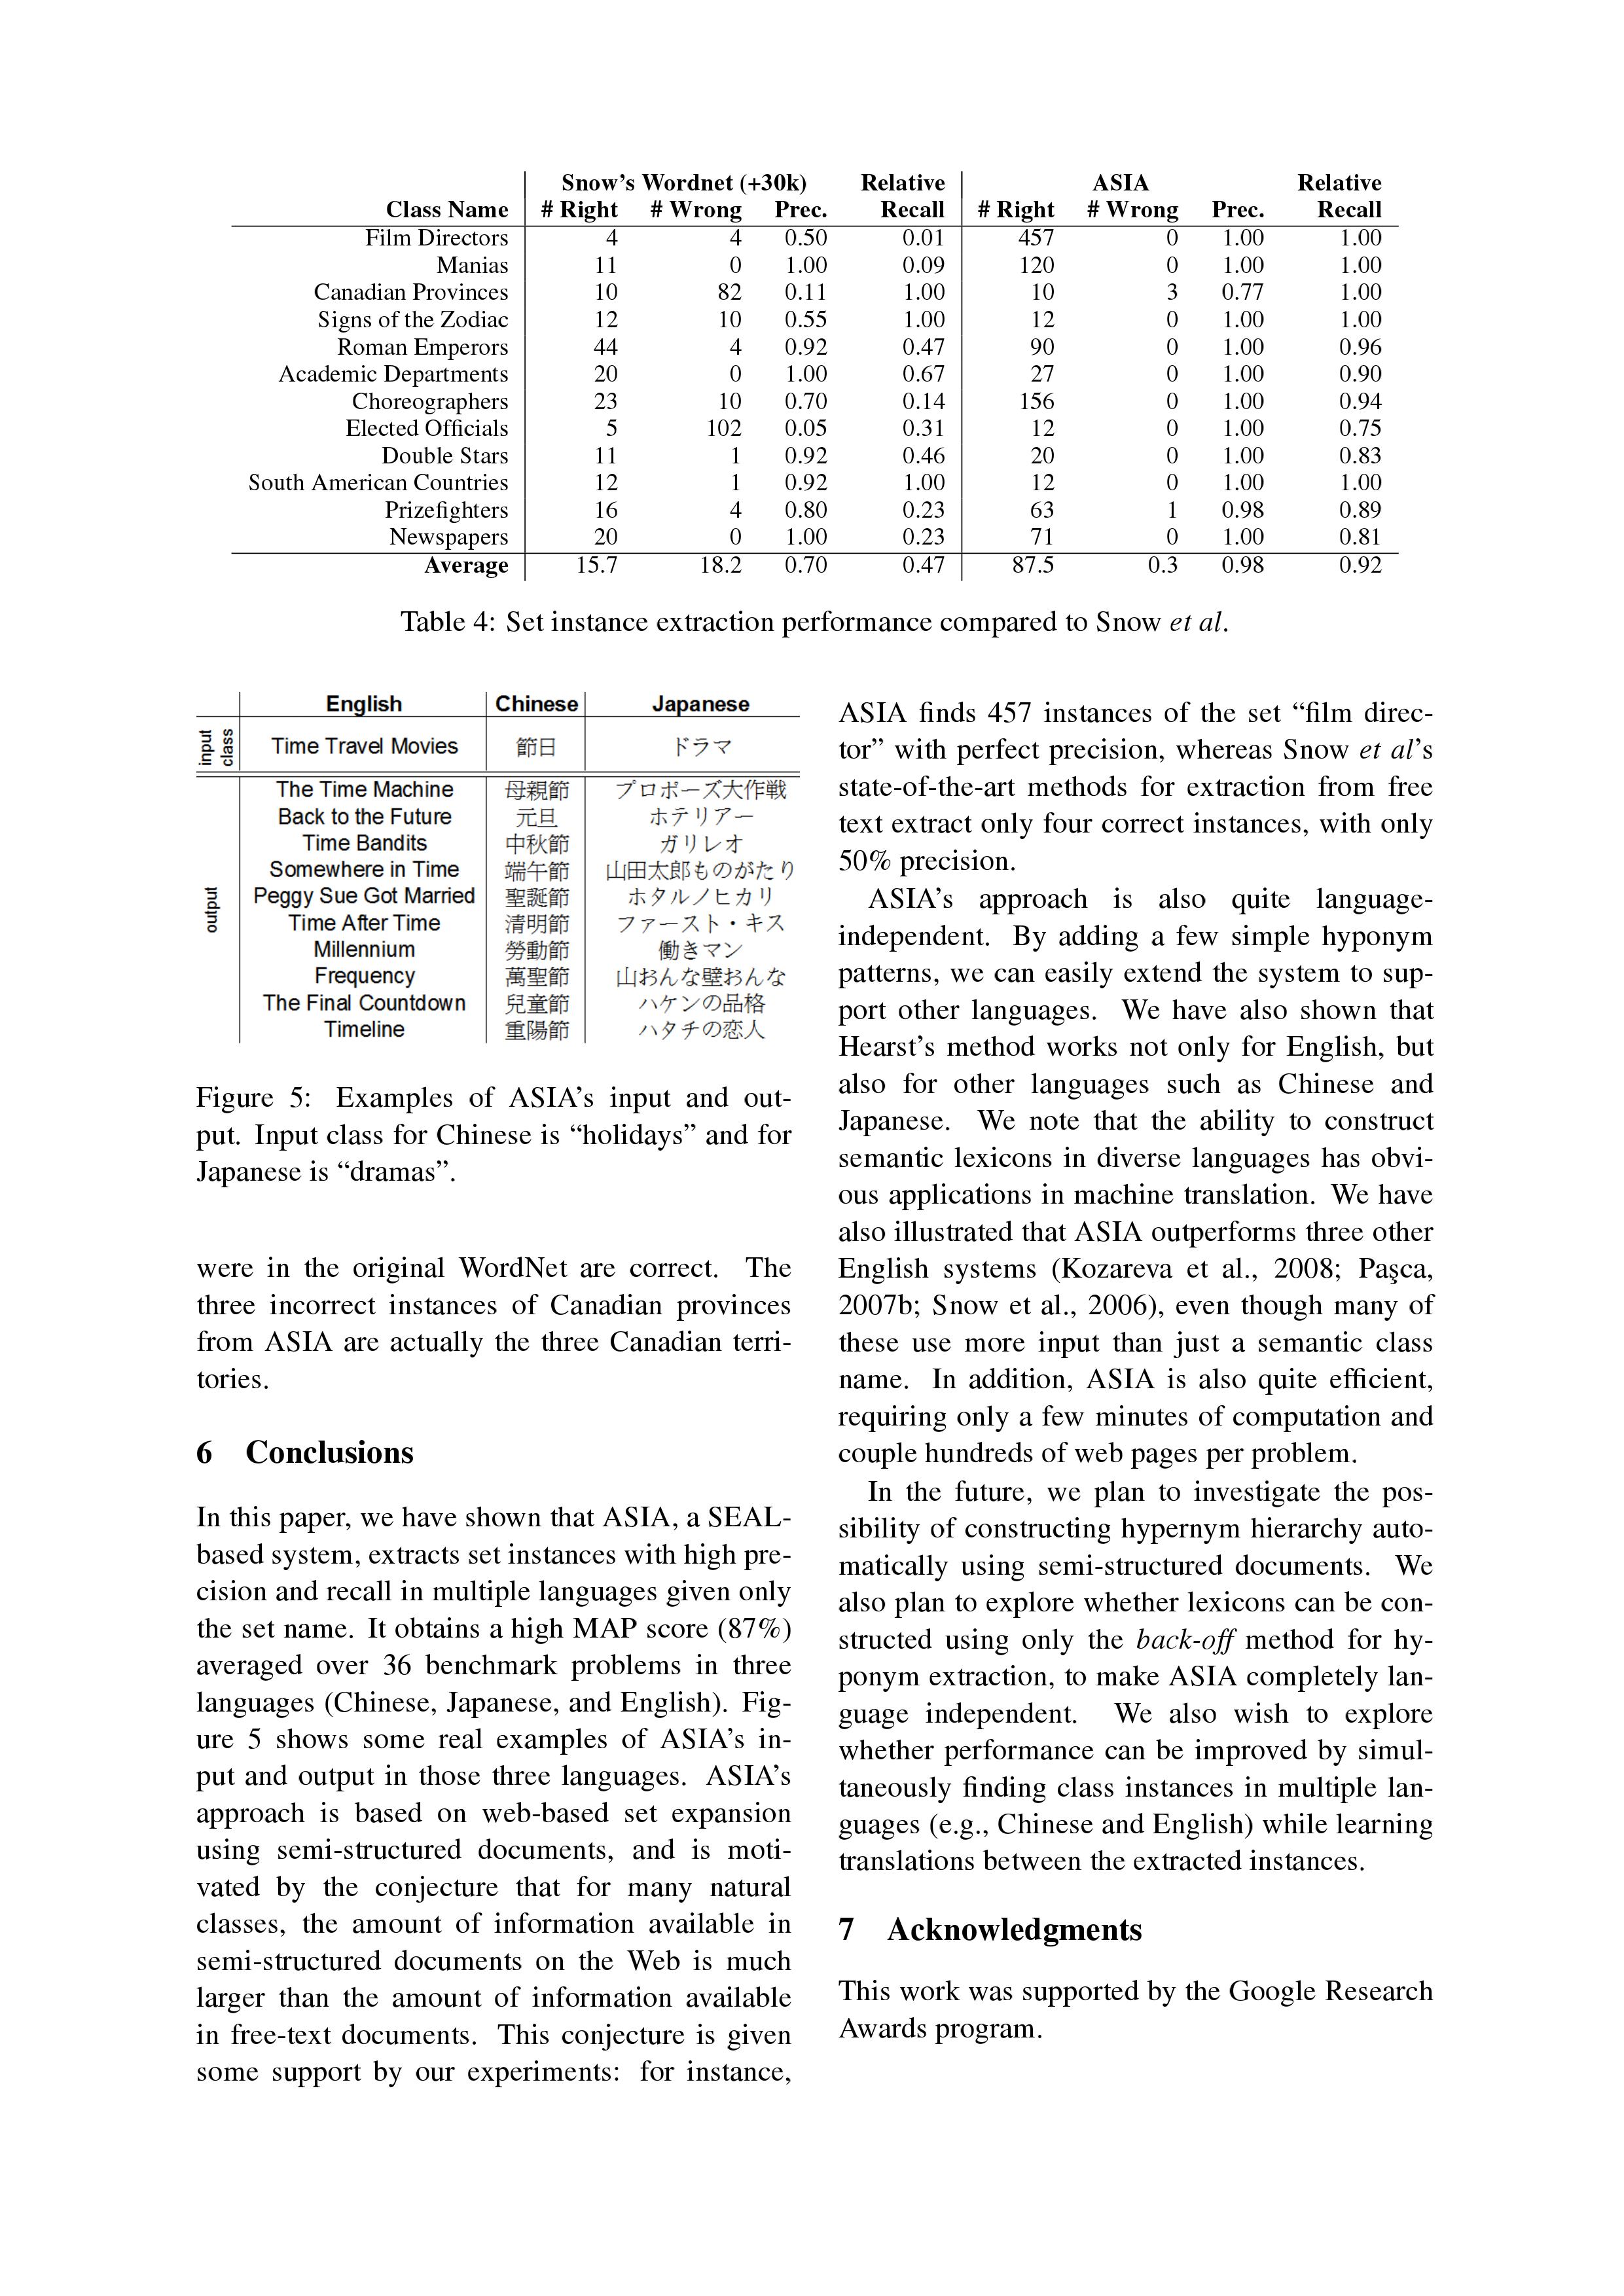 Snow's Wordnet (+30k) Relative ASIA Relative
Class Name # Right # Wrong Prec. Recall # Right # Wrong Prec. Recall
Film Directors 4 4 0.50 0.01 457 0 1.00 1.00
Manias 11 0 1.00 0.09 120 0 1.00 1.00
Canadian Provinces 10 82 0.11 1.00 10 3 0.77 1.00
Signs of the Zodiac 12 10 0.55 1.00 12 0 1.00 1.00
Roman Emperors 44 4 0.92 0.47 90 0 1.00 0.96
Academic Departments 20 0 1.00 0.67 27 0 1.00 0.90
Choreographers 23 10 0.70 0.14 156 0 1.00 0.94
Elected Officials 5 102 0.05 0.31 12 0 1.00 0.75
Double Stars 11 1 0.92 0.46 20 0 1.00 0.83
South American Countries 12 1 0.92 1.00 12 0 1.00 1.00
Prizefighters 16 4 0.80 0.23 63 1 0.98 0.89
Newspapers 20 0 1.00 0.23 71 0 1.00 0.81
Average 15.7 18.2 0.70 0.47 87.5 0.3 0.98 0.92
Table 4: Set instance extraction performance compared to Snow et al.
English Chinese Japanese
input class Time Travel Movies 節日 ドラマ
output
The Time Machine 母親節 プロポーズ大作戦
Back to the Future 元旦 ホテリアー
Time Bandits 中秋節 ガリレオ
Somewhere in Time 端午節 山田太郎ものがたり
Peggy Sue Got Married 聖誕節 ホタルノヒカリ
Time After Time 清明節 ファースト・キス
Millennium 勞動節 働きマン
Frequency 萬聖節 山おんな壁おんな
The Final Countdown 兒童節 ハケンの品格
Timeline 重陽節 ハタチの恋人
Figure 5: Examples of ASIA's input and out-
put. Input class for Chinese is “holidays” and for
Japanese is “dramas”.
were in the original WordNet are correct. The
three incorrect instances of Canadian provinces
from ASIA are actually the three Canadian terri-
tories.
6 Conclusions
In this paper, we have shown that ASIA, a SEAL-
based system, extracts set instances with high pre-
cision and recall in multiple languages given only
the set name. It obtains a high MAP score (87%)
averaged over 36 benchmark problems in three
languages (Chinese, Japanese, and English). Fig-
ure 5 shows some real examples of ASIA's in-
put and output in those three languages. ASIA's
approach is based on web-based set expansion
using semi-structured documents, and is moti-
vated by the conjecture that for many natural
classes, the amount of information available in
semi-structured documents on the Web is much
larger than the amount of information available
in free-text documents. This conjecture is given
some support by our experiments: for instance,
ASIA finds 457 instances of the set “film direc-
tor” with perfect precision, whereas Snow et al's
state-of-the-art methods for extraction from free
text extract only four correct instances, with only
50% precision.
ASIA's approach is also quite language-
independent. By adding a few simple hyponym
patterns, we can easily extend the system to sup-
port other languages. We have also shown that
Hearst's method works not only for English, but
also for other languages such as Chinese and
Japanese. We note that the ability to construct
semantic lexicons in diverse languages has obvi-
ous applications in machine translation. We have
also illustrated that ASIA outperforms three other
English systems (Kozareva et al., 2008; Paşca,
2007b; Snow et al., 2006), even though many of
these use more input than just a semantic class
name. In addition, ASIA is also quite efficient,
requiring only a few minutes of computation and
couple hundreds of web pages per problem.
In the future, we plan to investigate the pos-
sibility of constructing hypernym hierarchy auto-
matically using semi-structured documents. We
also plan to explore whether lexicons can be con-
structed using only the back-off method for hy-
ponym extraction, to make ASIA completely lan-
guage independent. We also wish to explore
whether performance can be improved by simul-
taneously finding class instances in multiple lan-
guages (e.g., Chinese and English) while learning
translations between the extracted instances.
7 Acknowledgments
This work was supported by the Google Research
Awards program.